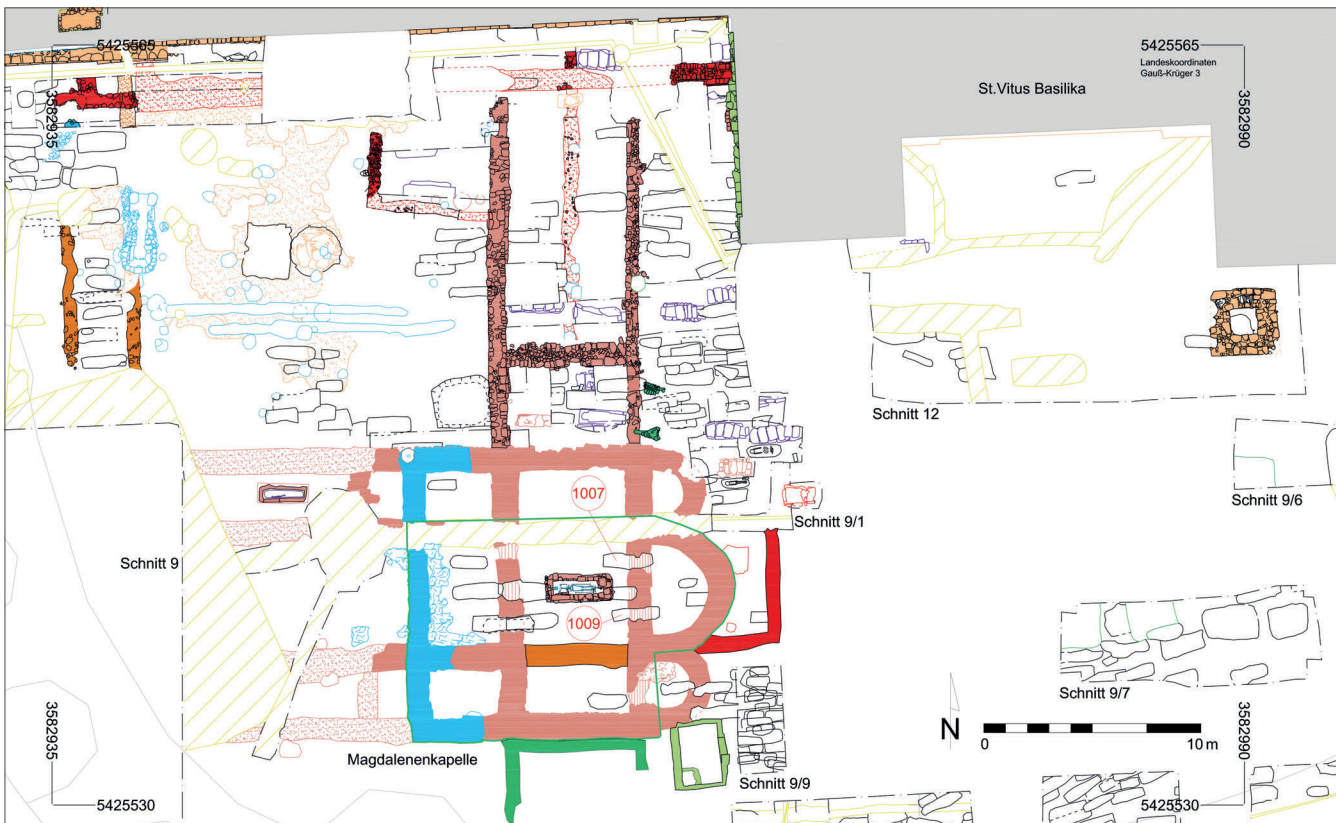 5425565
3582935
5425565
Landeskoordinaten
Gauß-Krüger 3
3582990
St.Vitus Basilika
Schnitt 12
Schnitt 9/6
Schnitt 9/1
1007
Schnitt 9
1009
Schnitt 9/7
N
0
10 m
3582935
3582990
Magdalenenkapelle
Schnitt 9/9
5425530
5425530